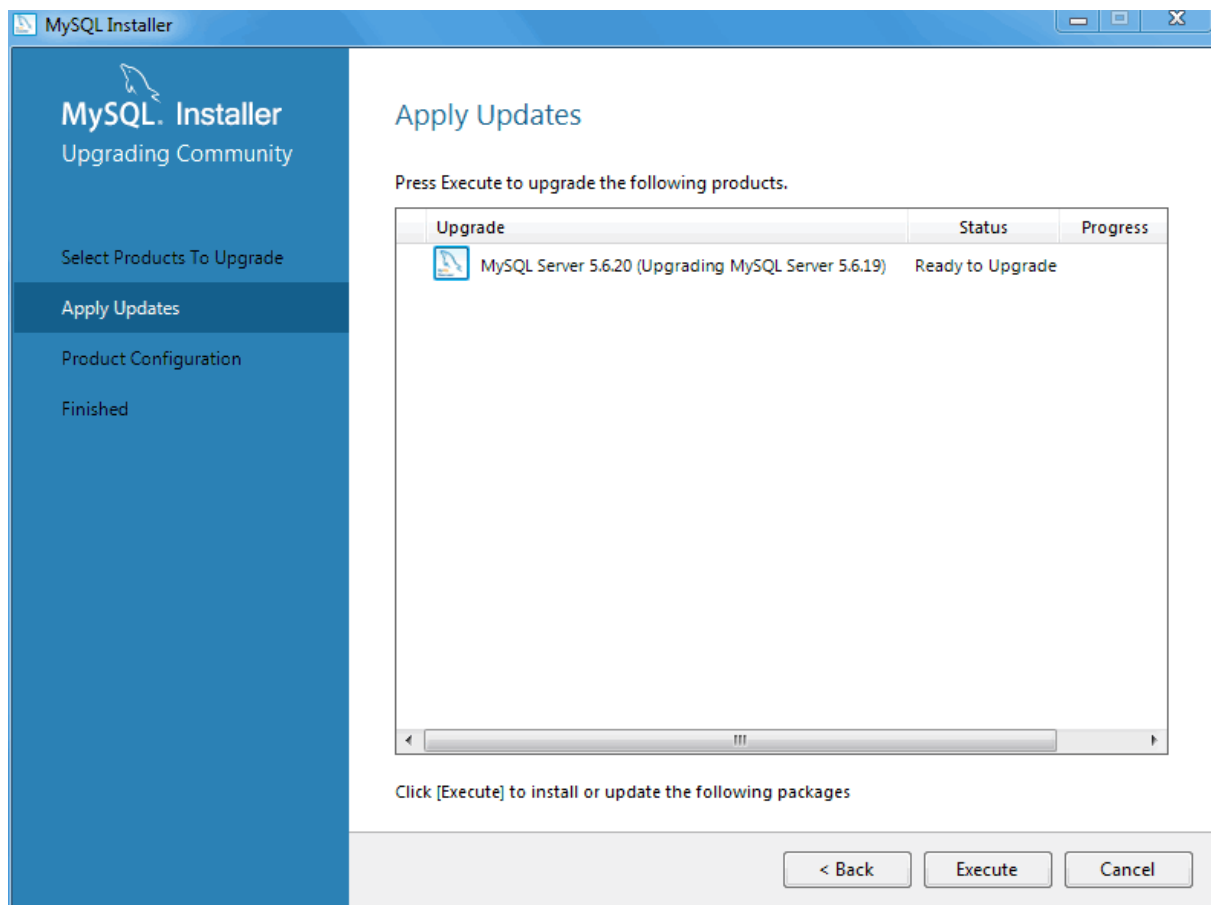 MySQL Installer
MySQL. Installer
Upgrading Community
Select Products To Upgrade
Apply Updates
Product Configuration
Finished
Apply Updates
Press Execute to upgrade the following products.
Upgrade Status Progress
MySQL Server 5.6.20 (Upgrading MySQL Server 5.6.19) Ready to Upgrade
Click [Execute] to install or update the following packages
< Back Execute Cancel